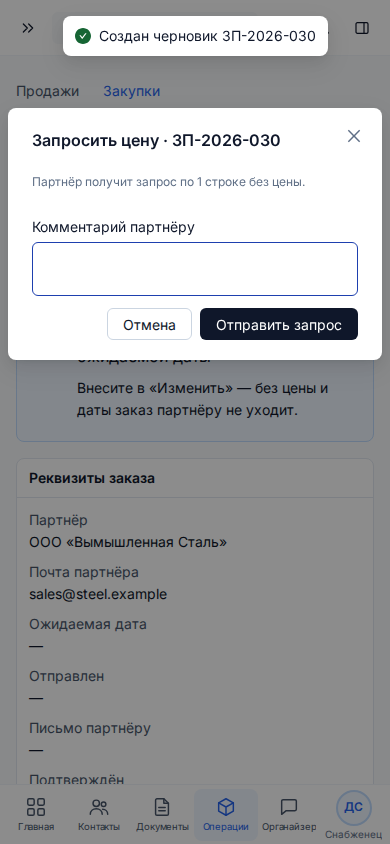 Создан черновик ЗП-2026-030
Продажи Закупки
Запросить цену · ЗП-2026-030
Партнёр получит запрос по 1 строке без цены.
Комментарий партнёру
Отмена Отправить запрос
Внесите в «Изменить» — без цены и
даты заказ партнёру не уходит.
Реквизиты заказа
Партнёр
ООО «Вымышленная Сталь»
Почта партнёра
sales@steel.example
Ожидаемая дата
—
Отправлен
—
Письмо партнёру
—
Подтверждён
Главная Контакты Документы Операции Органайзер ДС
Снабженец